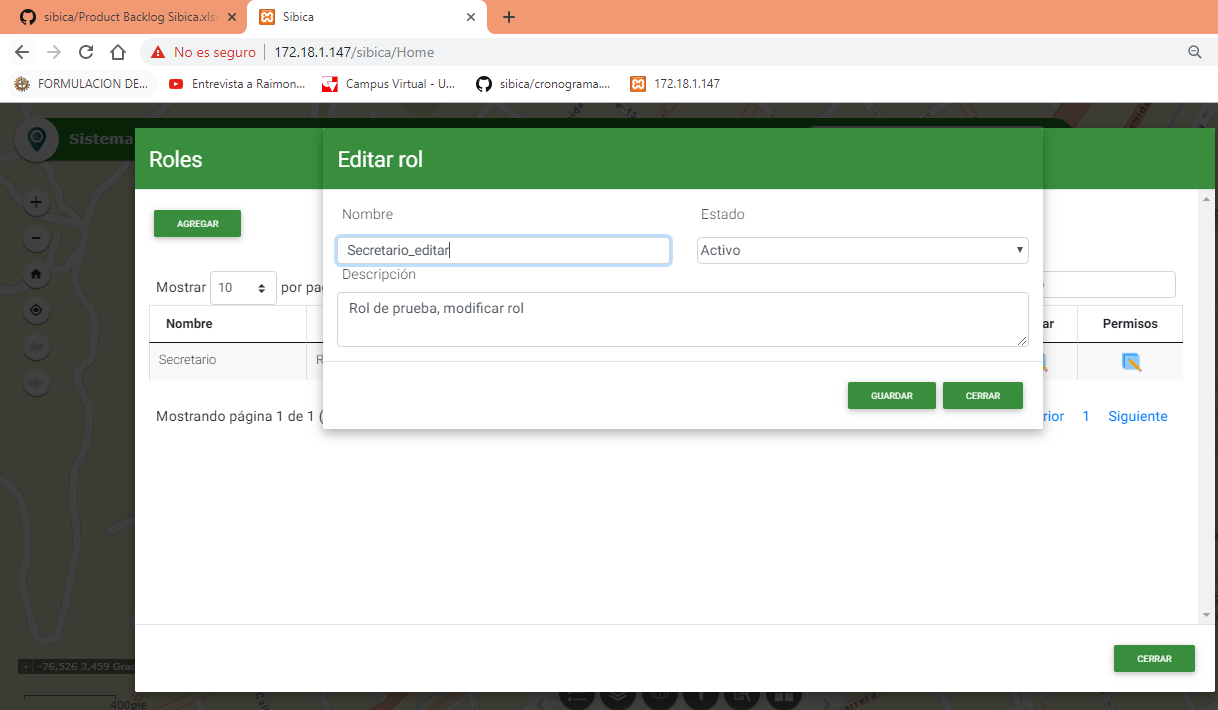 sibica/Product Backlog Sibica.xls
Sibica
No es seguro | 172.18.1.147/sibica/Home
FORMULACION DE... Entrevista a Raimon... Campus Virtual - U... sibica/cronograma.... 172.18.1.147
Sistema
Roles
Editar rol
AGREGAR
Nombre Estado
Secretario_editar Activo
Descripción
Rol de prueba, modificar rol
Mostrar 10 por pa
Nombre ar Permisos
Secretario R
GUARDAR CERRAR
Mostrando página 1 de 1 ( rior 1 Siguiente
CERRAR
-76,526 3,459 Grad
400pie